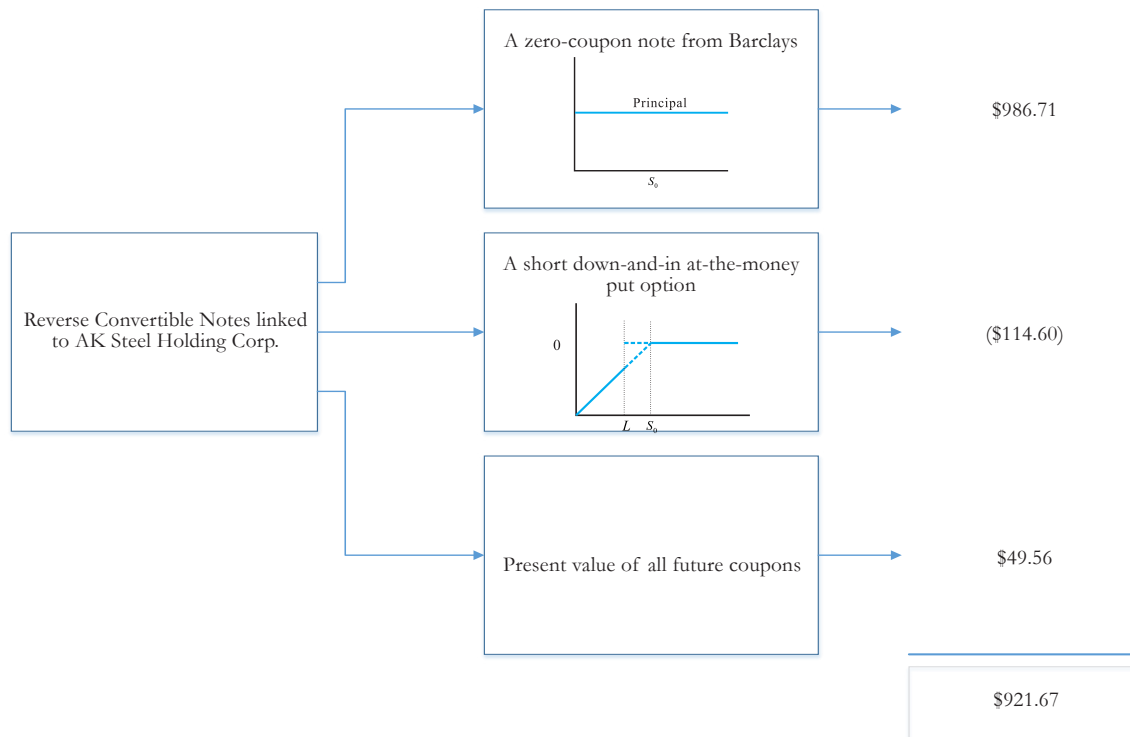 A zero-coupon note from Barclays
Principal
S₀
$986.71
Reverse Convertible Notes linked
to AK Steel Holding Corp.
A short down-and-in at-the-money
put option
0
L S₀
($114.60)
Present value of all future coupons
$49.56
$921.67